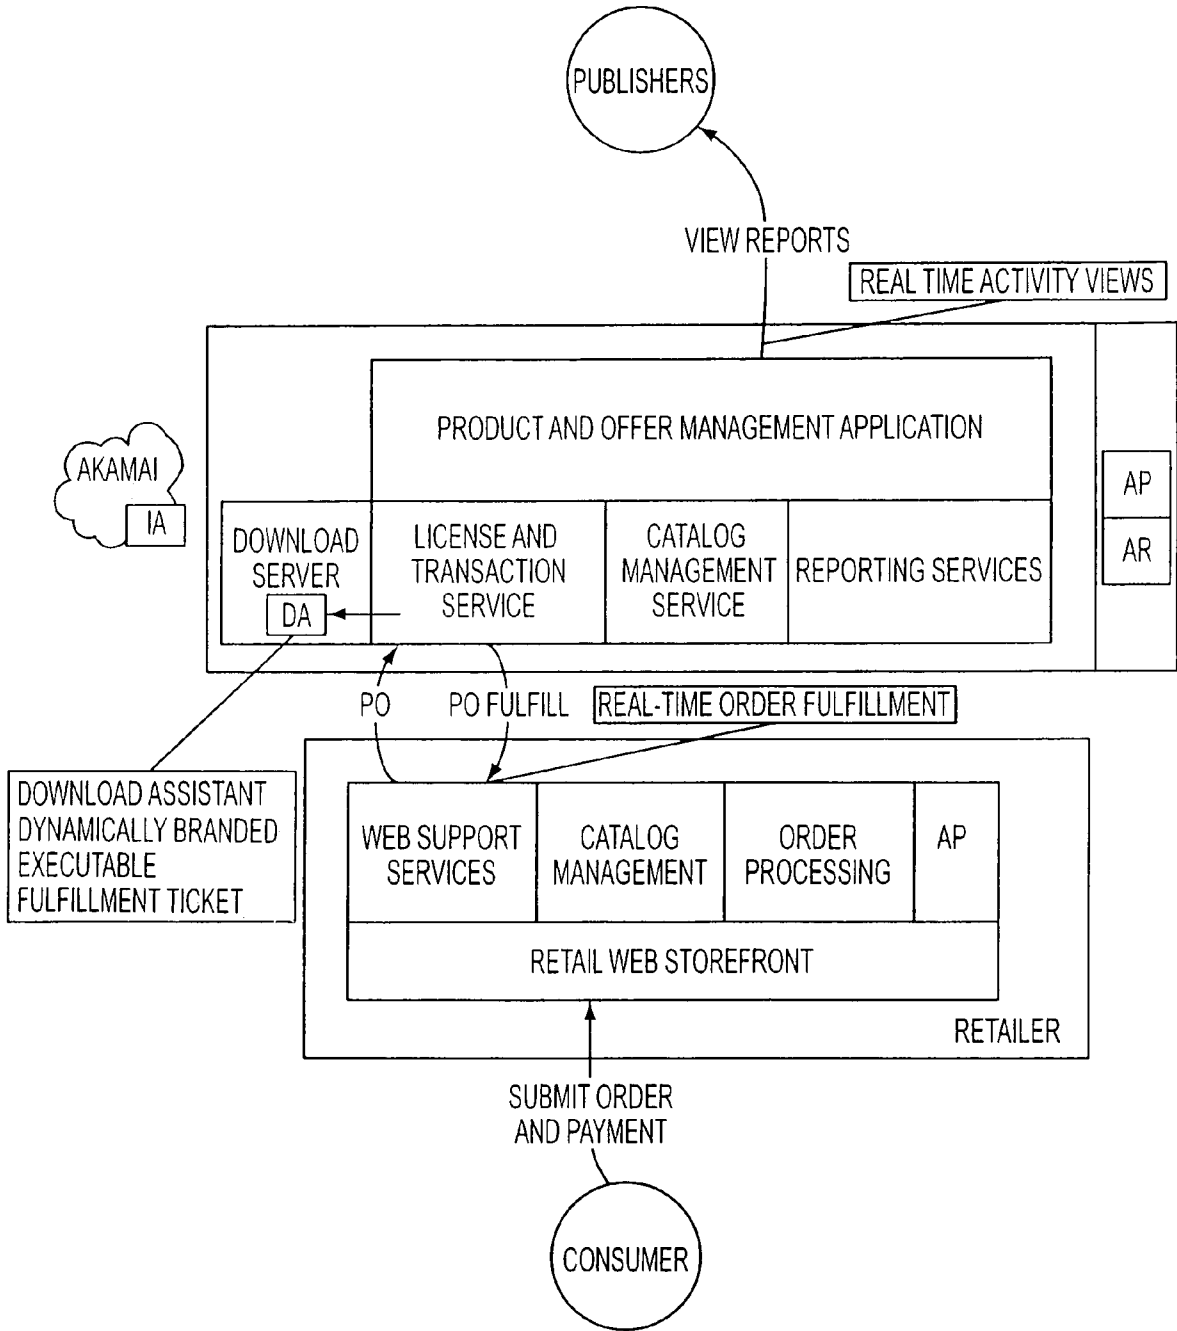 PUBLISHERS
VIEW REPORTS
REAL TIME ACTIVITY VIEWS
PRODUCT AND OFFER MANAGEMENT APPLICATION
AKAMAI
IA
DOWNLOAD
SERVER
DA
LICENSE AND
TRANSACTION
SERVICE
CATALOG
MANAGEMENT
SERVICE
REPORTING SERVICES
AP
AR
PO
PO FULFILL
REAL-TIME ORDER FULFILLMENT
DOWNLOAD ASSISTANT
DYNAMICALLY BRANDED
EXECUTABLE
FULFILLMENT TICKET
WEB SUPPORT
SERVICES
CATALOG
MANAGEMENT
ORDER
PROCESSING
AP
RETAIL WEB STOREFRONT
RETAILER
SUBMIT ORDER
AND PAYMENT
CONSUMER